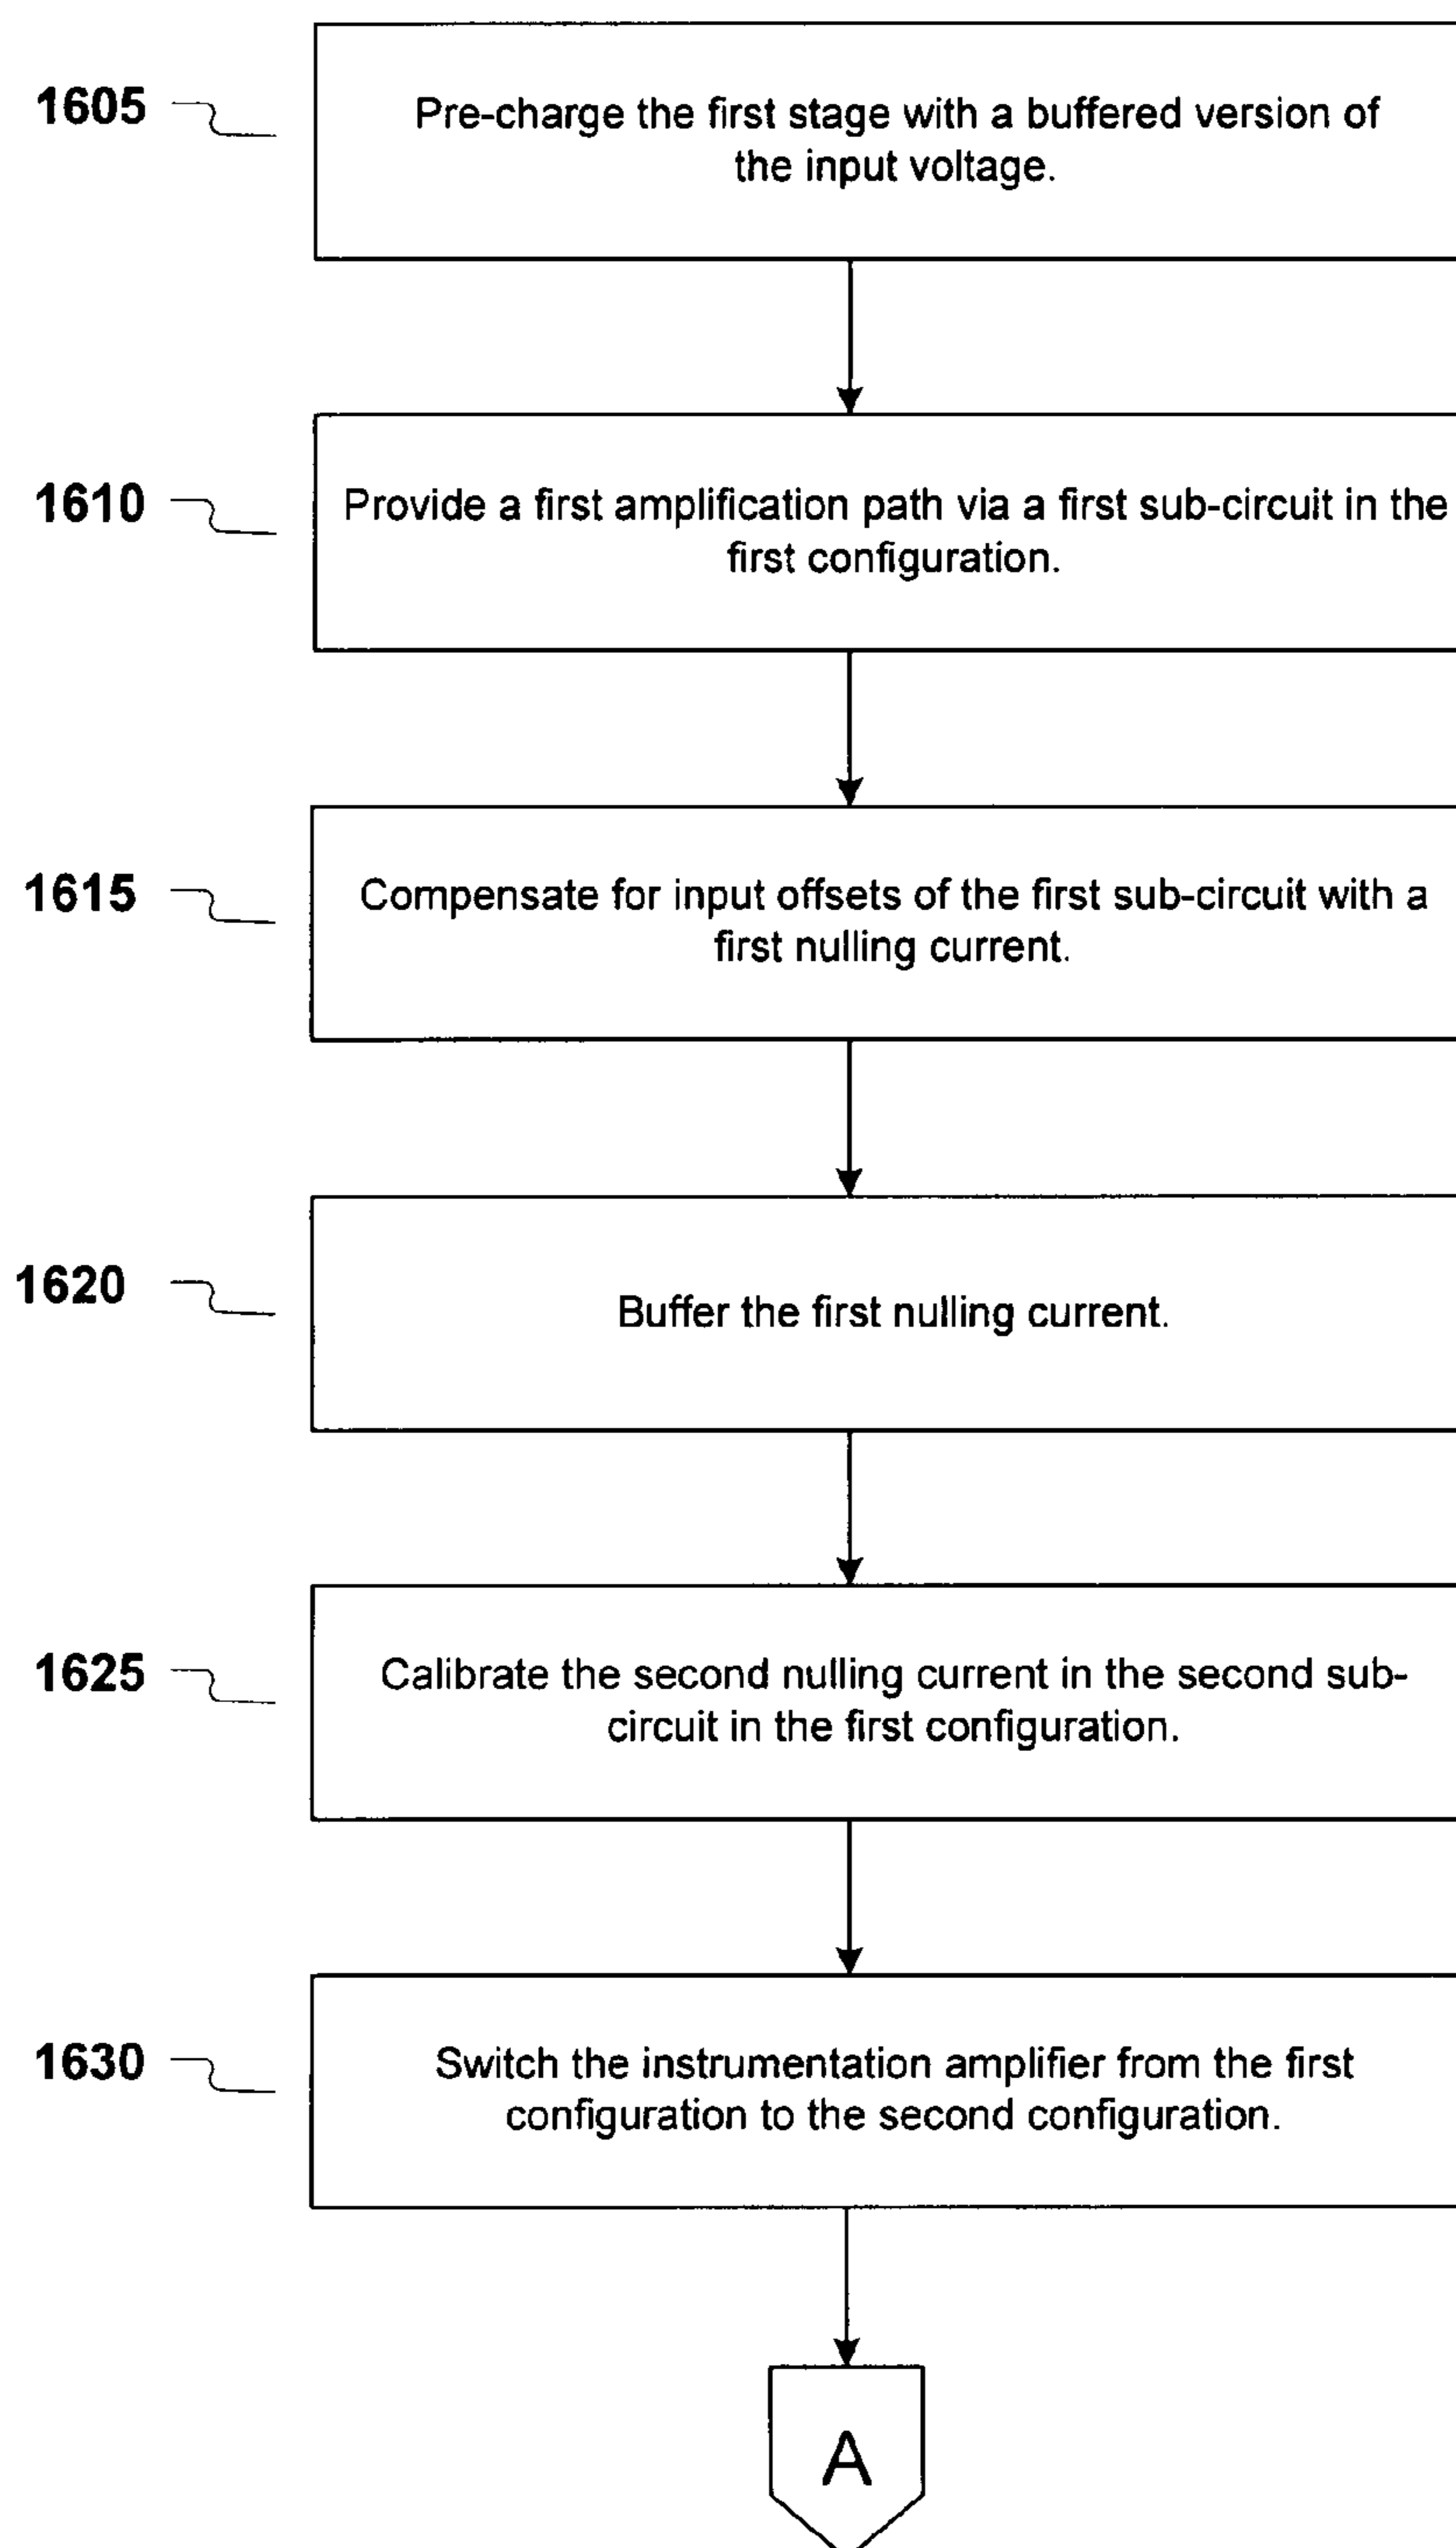 1605
Pre-charge the first stage with a buffered version of
the input voltage.
1610
Provide a first amplification path via a first sub-circuit in the
first configuration.
1615
Compensate for input offsets of the first sub-circuit with a
first nulling current.
1620
Buffer the first nulling current.
1625
Calibrate the second nulling current in the second sub-
circuit in the first configuration.
1630
Switch the instrumentation amplifier from the first
configuration to the second configuration.
A